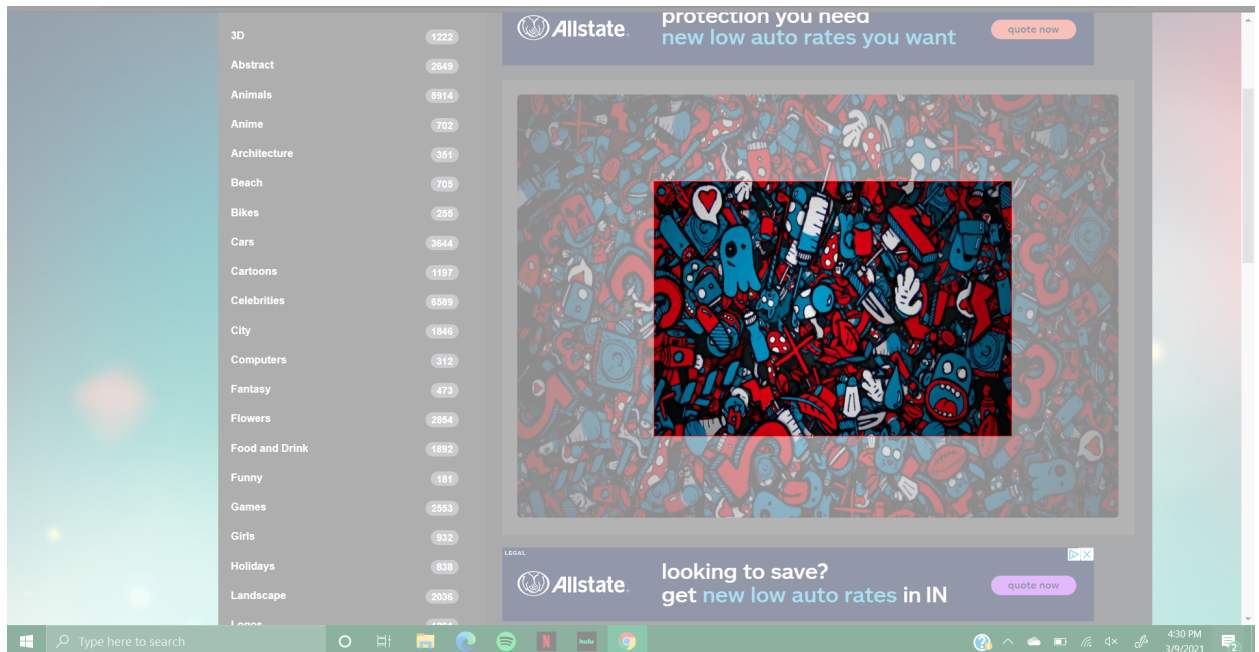 protection you need
Allstate.
new low auto rates you want
quote now
3D 1222
Abstract 2649
Animals 5914
Anime 702
Architecture 351
Beach 705
Bikes 255
Cars 3644
Cartoons 1197
Celebrities 6589
City 1846
Computers 312
Fantasy 473
Flowers 2854
Food and Drink 1892
Funny 181
Games 2553
Girls 932
Holidays 838
Landscape 2036
Logos
LEGAL
Allstate.
looking to save?
get new low auto rates in IN
quote now
Type here to search
N
hulu
4:30 PM
3/9/2021
2